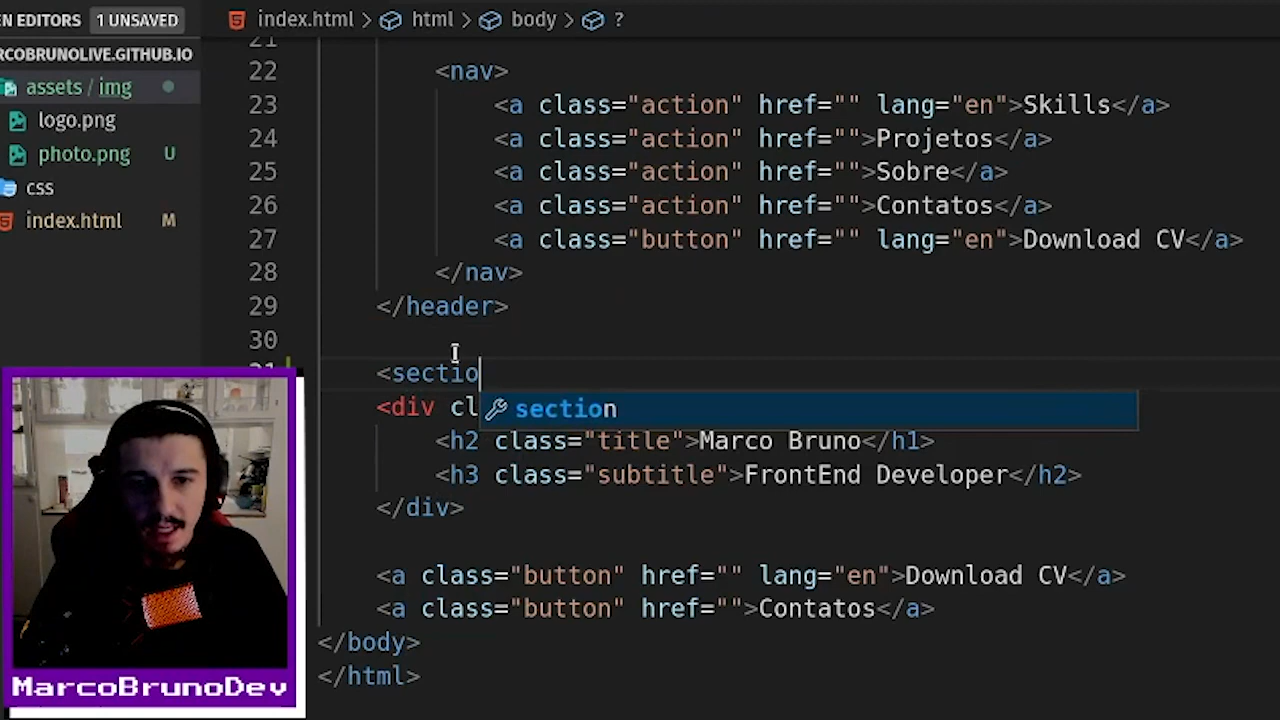 EN EDITORS 1 UNSAVED
RCOBRUNOLIVE.GITHUB.IO
assets / img
logo.png
photo.png U
css
index.html M
index.html > html > body > ?
21
22 <nav>
23 <a class="action" href="" lang="en">Skills</a>
24 <a class="action" href="">Projetos</a>
25 <a class="action" href="">Sobre</a>
26 <a class="action" href="">Contatos</a>
27 <a class="button" href="" lang="en">Download CV</a>
28 </nav>
29 </header>
30
31 <sectio
section
<div cl
<h2 class="title">Marco Bruno</h1>
<h3 class="subtitle">FrontEnd Developer</h2>
</div>
<a class="button" href="" lang="en">Download CV</a>
<a class="button" href="">Contatos</a>
</body>
</html>
MarcoBrunoDev